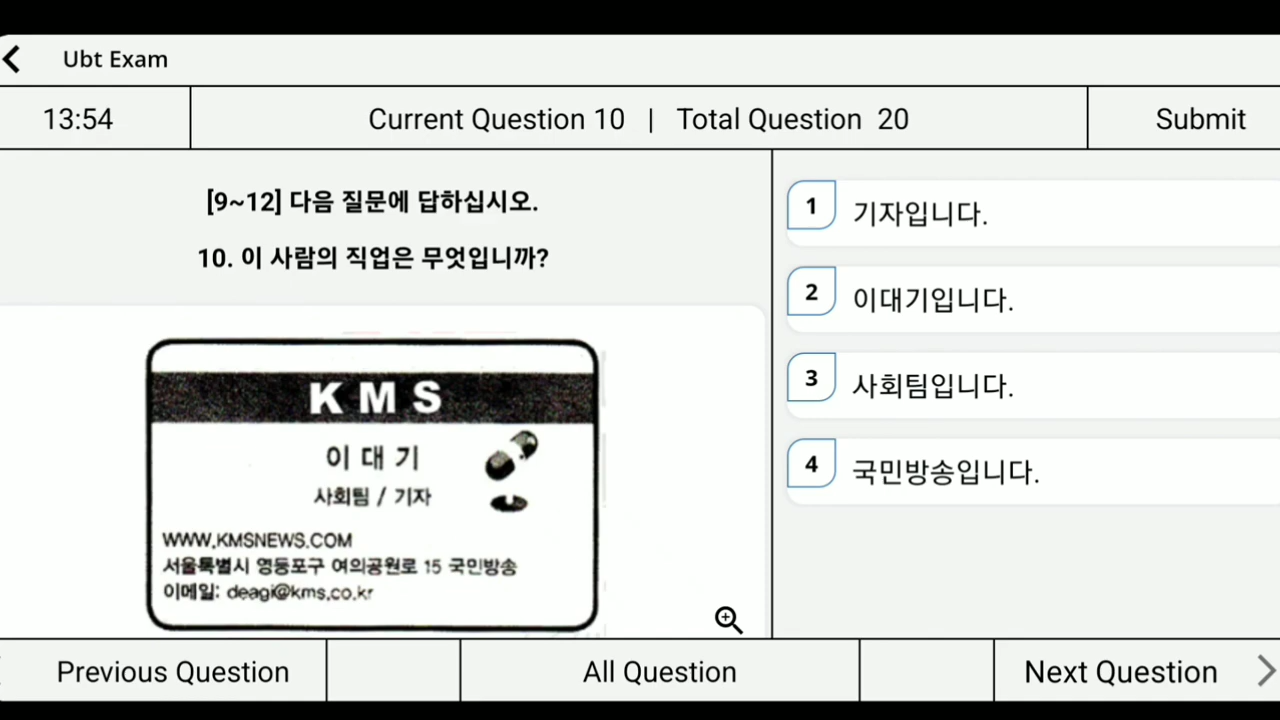 Ubt Exam
13:54
Current Question 10 | Total Question 20
Submit
[9~12] 다음 질문에 답하십시오.
10. 이 사람의 직업은 무엇입니까?
KMS
이 대 기
사회팀 / 기자
WWW.KMSNEWS.COM
서울특별시 영등포구 여의공원로 15 국민방송
이메일: deagi@kms.co.kr
1 기자입니다.
2 이대기입니다.
3 사회팀입니다.
4 국민방송입니다.
Previous Question
All Question
Next Question